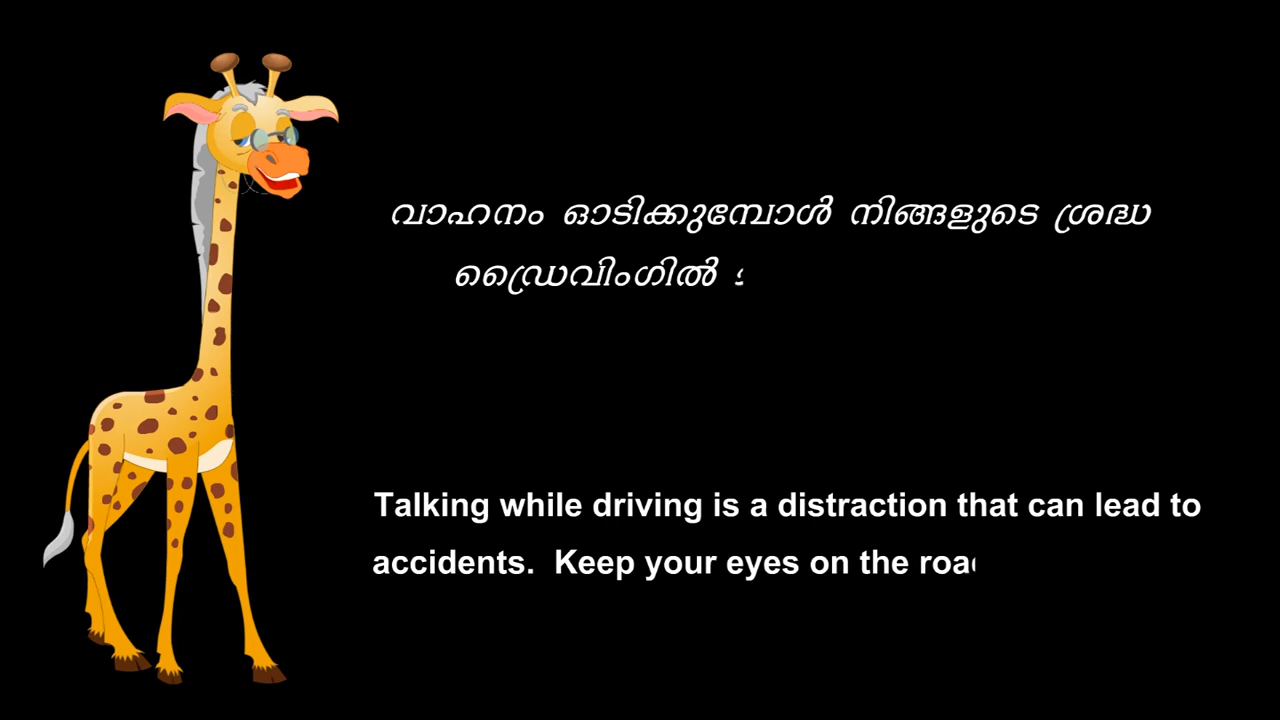 വാഹനം ഓടിക്കുമ്പോൾ നിങ്ങളുടെ ശ്രദ്ധ
ഡ്രൈവിംഗിൽ
Talking while driving is a distraction that can lead to
accidents. Keep your eyes on the